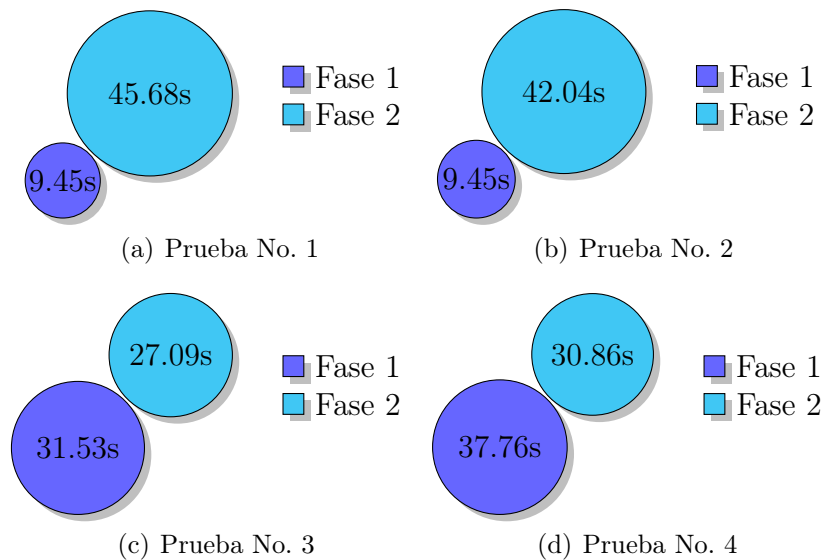 45.68s
9.45s
Fase 1
Fase 2
(a) Prueba No. 1
42.04s
9.45s
Fase 1
Fase 2
(b) Prueba No. 2
27.09s
31.53s
Fase 1
Fase 2
(c) Prueba No. 3
30.86s
37.76s
Fase 1
Fase 2
(d) Prueba No. 4